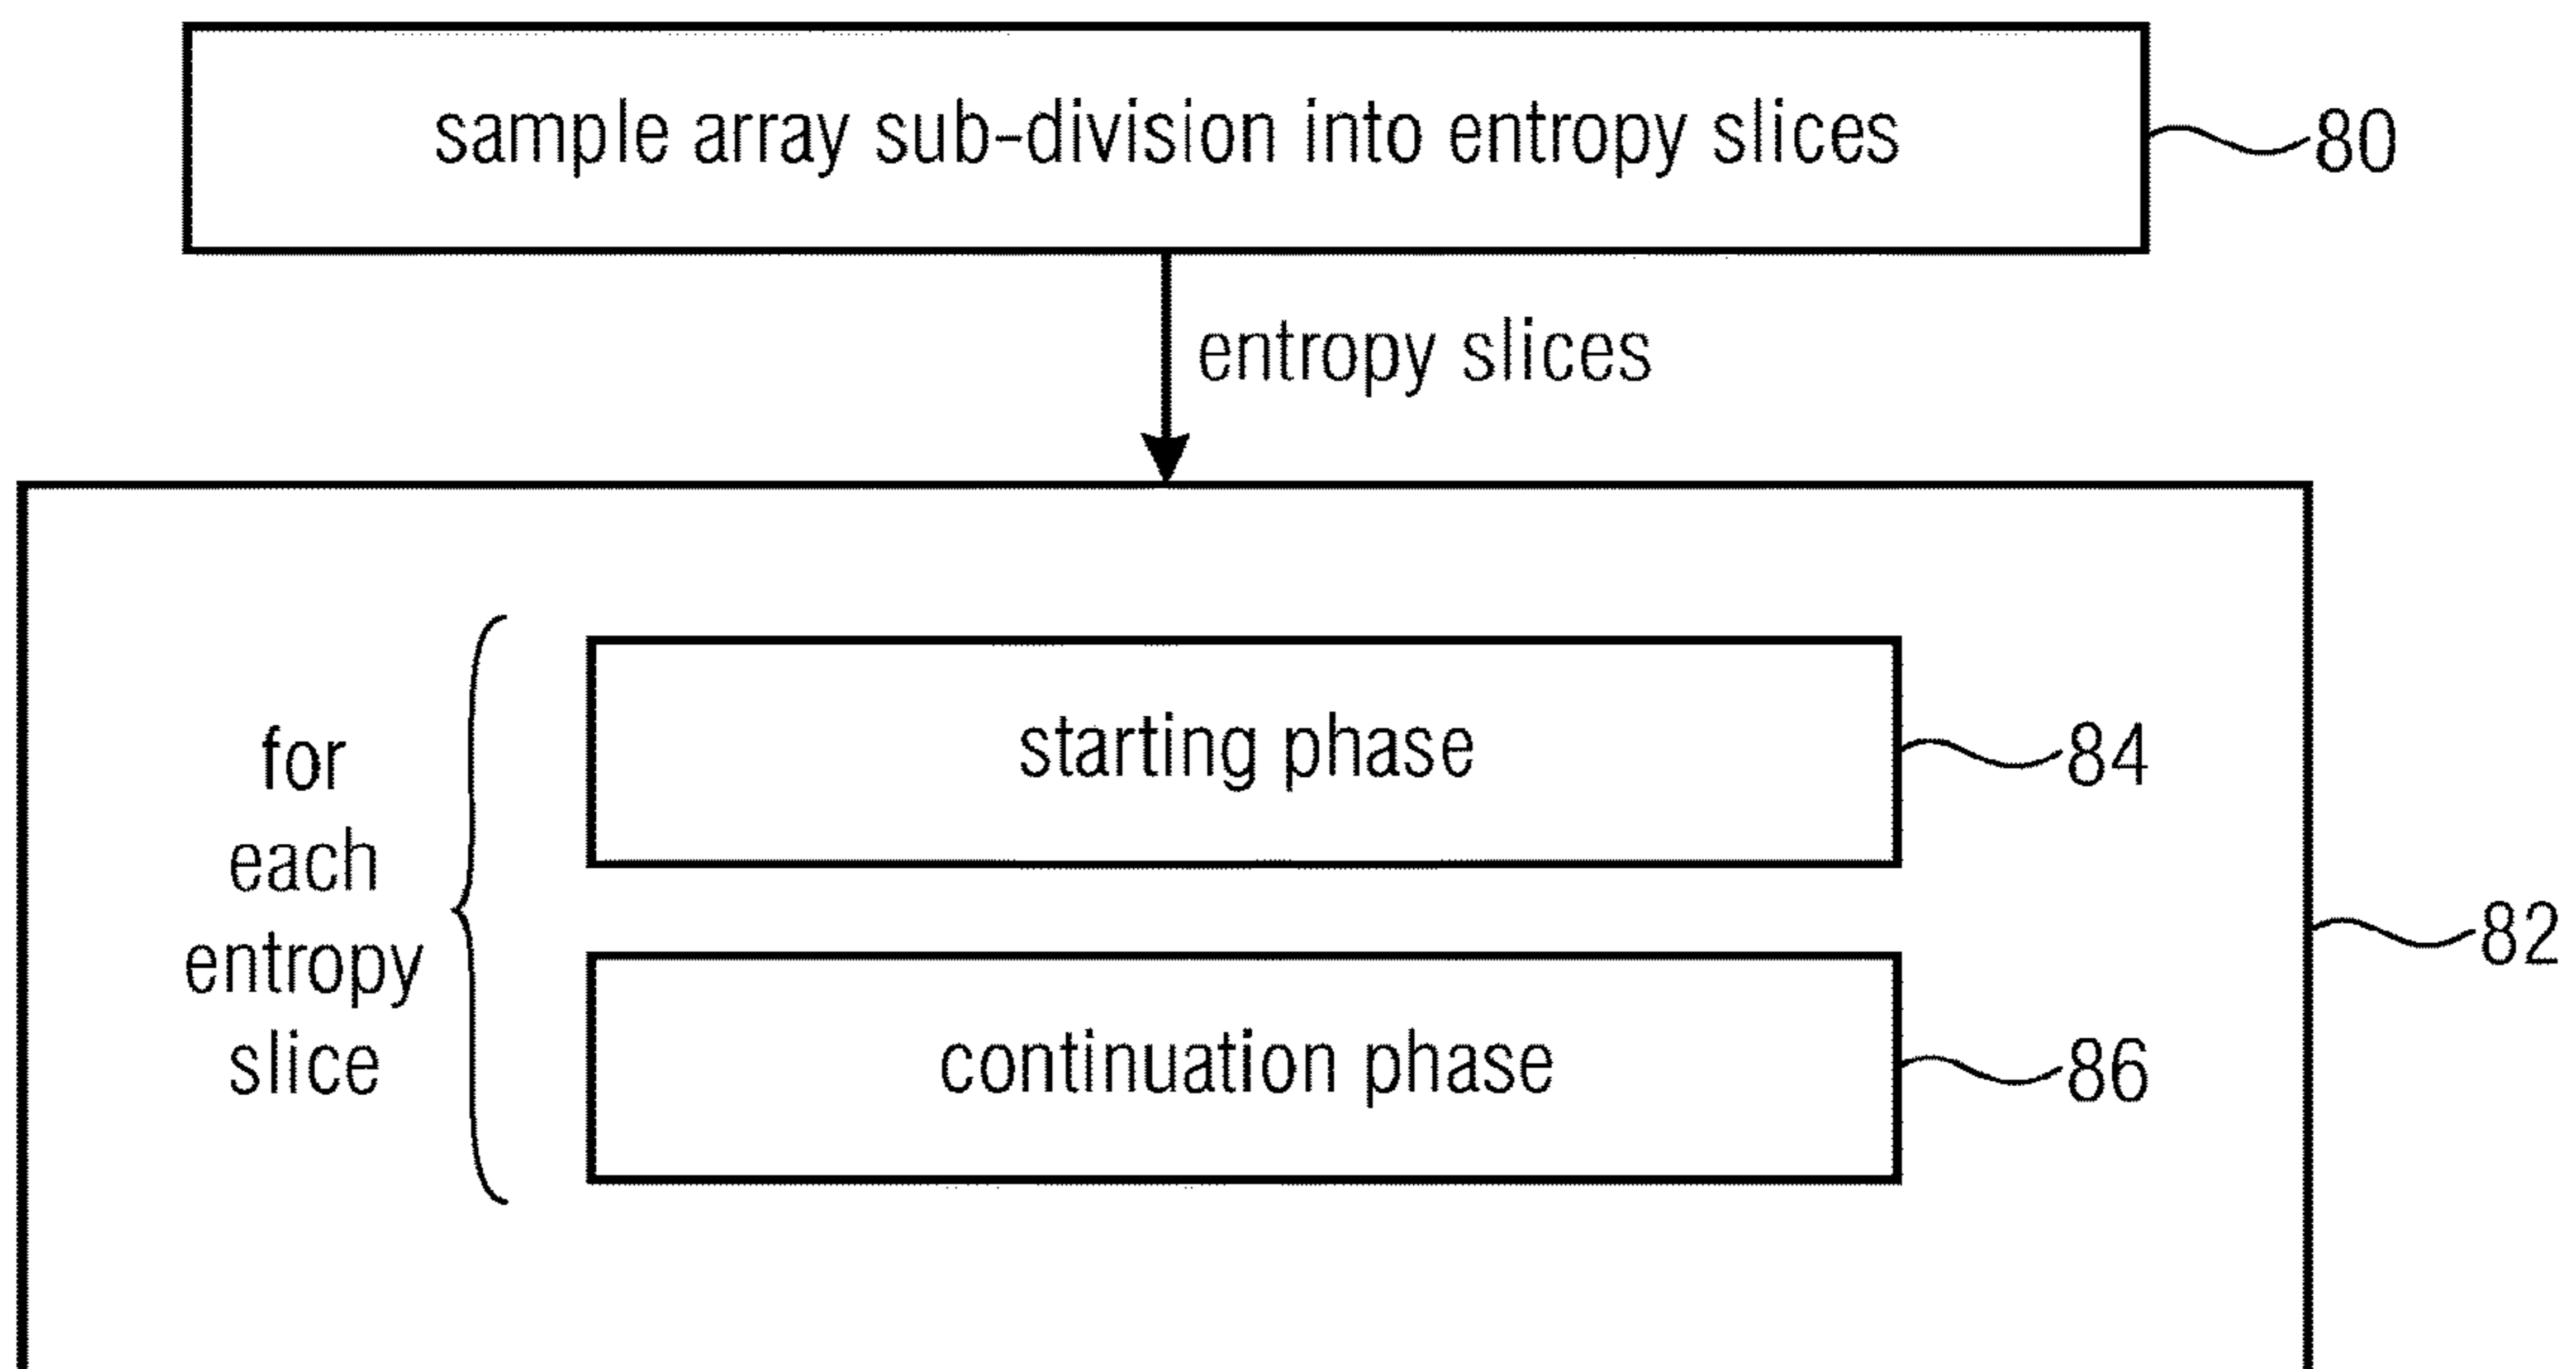 sample array sub-division into entropy slices
80
entropy slices
for
each
entropy
slice
starting phase
84
continuation phase
86
82